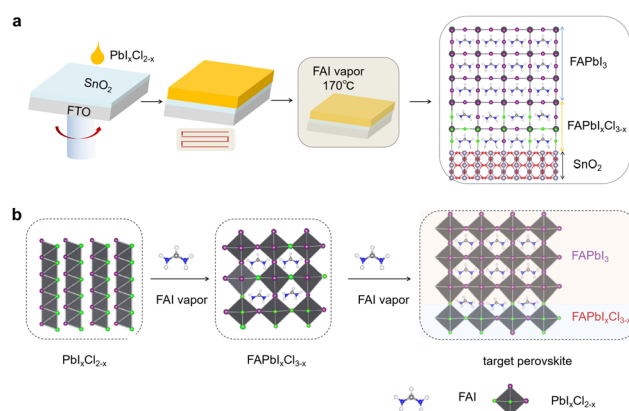 a
PbIₓCl₂₋ₓ
SnO₂
FTO
FAI vapor
170℃
FAPbI₃
FAPbIₓCl₃₋ₓ
SnO₂
b
FAI vapor
FAI vapor
PbIₓCl₂₋ₓ
FAPbIₓCl₃₋ₓ
FAPbI₃
FAPbIₓCl₃₋ₓ
target perovskite
FAI
PbIₓCl₂₋ₓ